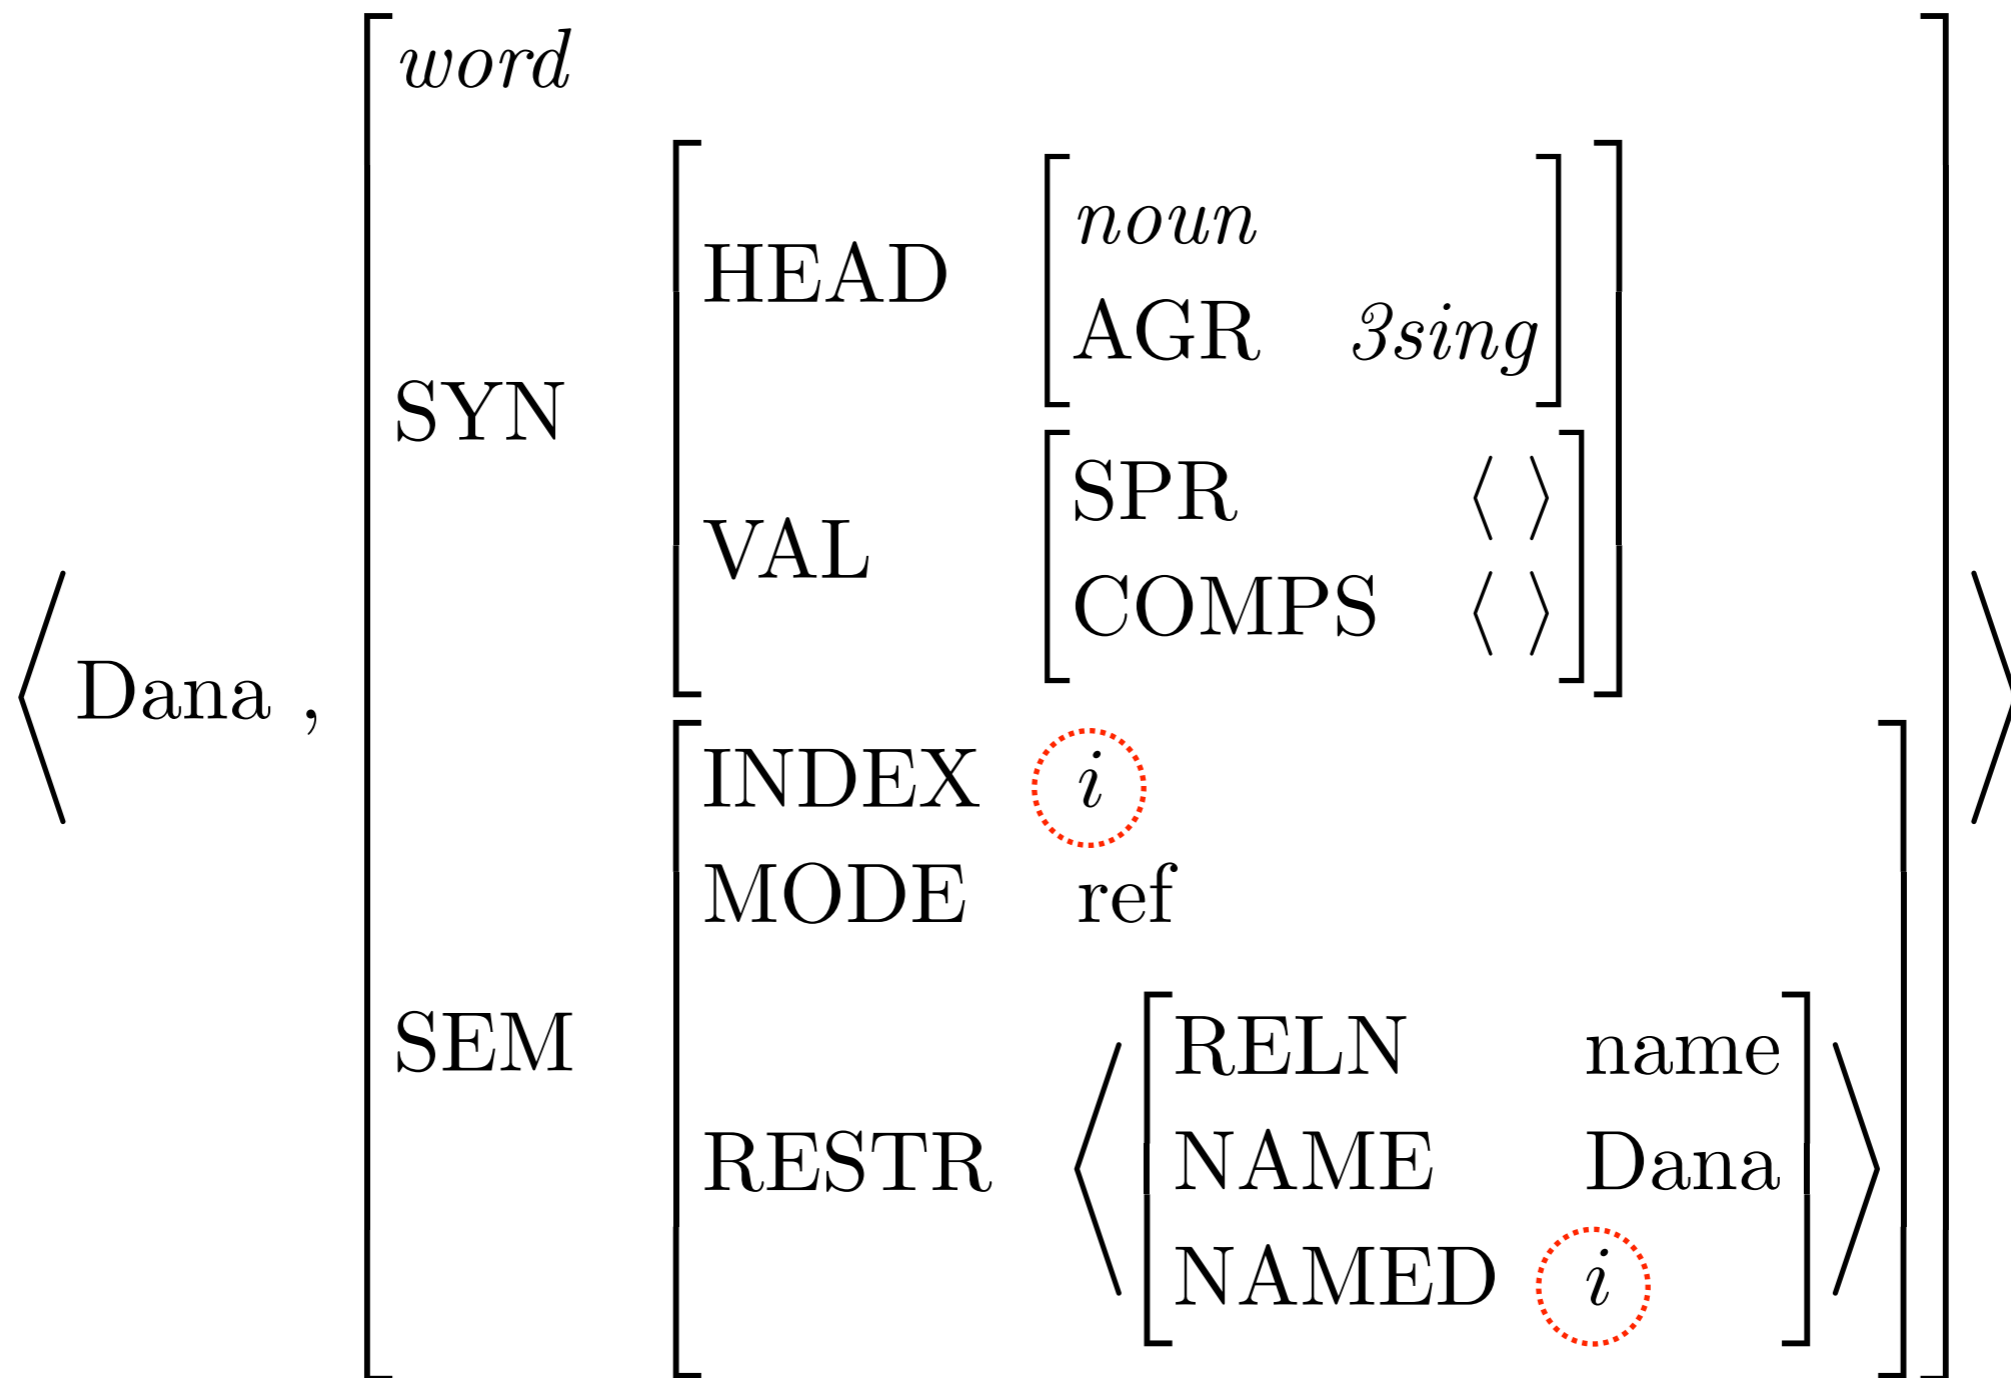 word
HEAD
noun
AGR 3sing
SYN
VAL
SPR ⟨ ⟩
COMPS ⟨ ⟩
⟨ Dana , ⟩
INDEX i
MODE ref
SEM
RESTR
RELN name
⟨ NAME Dana ⟩
NAMED i